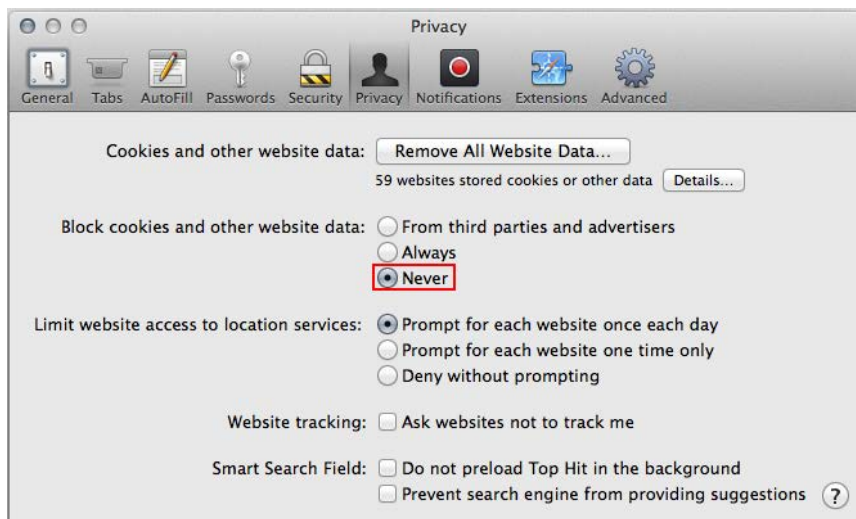 Privacy
General Tabs AutoFill Passwords Security Privacy Notifications Extensions Advanced
Cookies and other website data: Remove All Website Data...
59 websites stored cookies or other data Details...
Block cookies and other website data: From third parties and advertisers
Always
Never
Limit website access to location services: Prompt for each website once each day
Prompt for each website one time only
Deny without prompting
Website tracking: Ask websites not to track me
Smart Search Field: Do not preload Top Hit in the background
Prevent search engine from providing suggestions ?